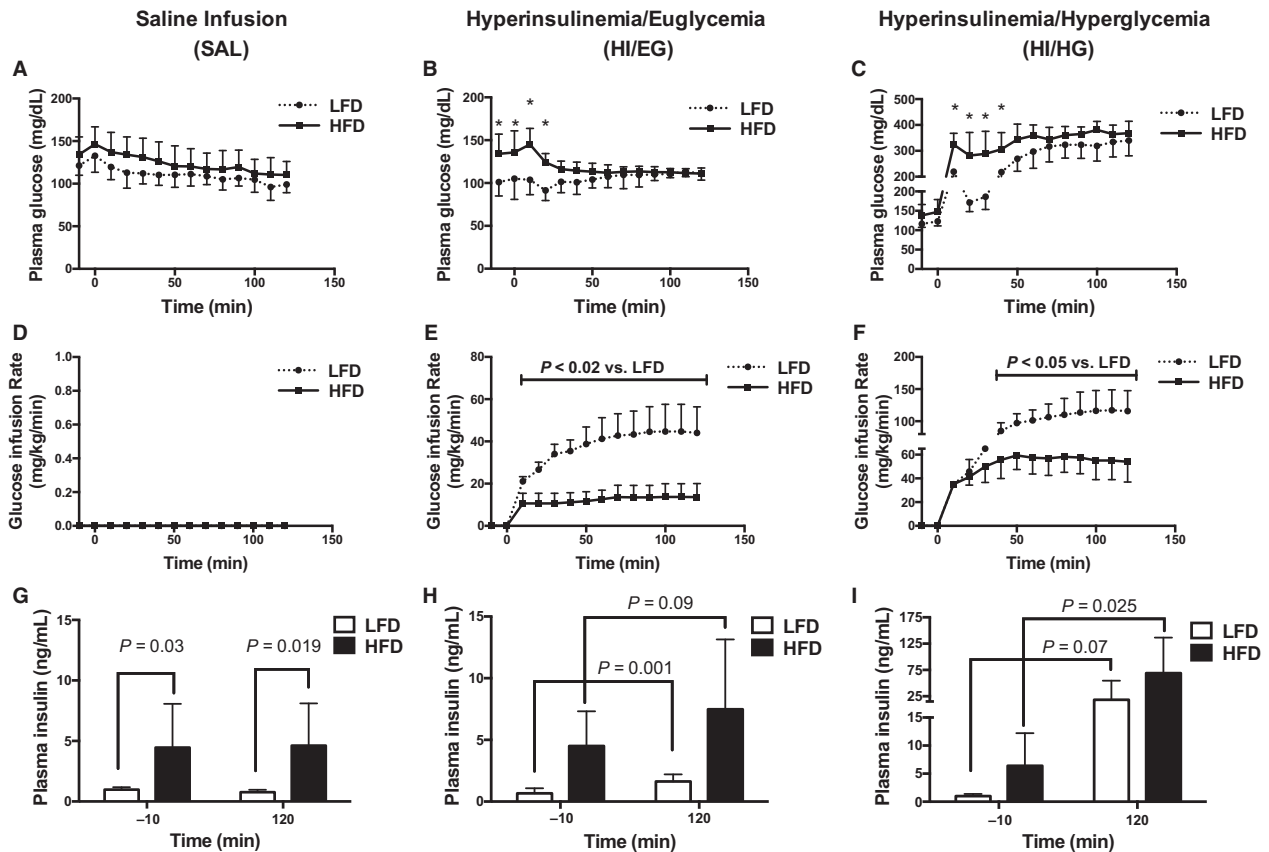 Saline Infusion
(SAL)
Hyperinsulinemia/Euglycemia
(HI/EG)
Hyperinsulinemia/Hyperglycemia
(HI/HG)
A
Plasma glucose (mg/dL)
200
150
100
50
0
0 50 100 150
Time (min)
LFD
HFD
B
Plasma glucose (mg/dL)
200
150
100
50
0
* * * *
0 50 100 150
Time (min)
LFD
HFD
C
Plasma glucose (mg/dL)
500
400
300
200
200
150
100
50
0
* * * *
0 50 100 150
Time (min)
LFD
HFD
D
Glucose infusion Rate
(mg/kg/min)
1.0
0.8
0.6
0.4
0.2
0.0
0 50 100 150
Time (min)
LFD
HFD
E
Glucose infusion Rate
(mg/kg/min)
80
60
40
20
0
P < 0.02 vs. LFD
0 50 100 150
Time (min)
LFD
HFD
F
Glucose infusion Rate
(mg/kg/min)
200
150
100
60
40
20
0
P < 0.05 vs. LFD
0 50 100 150
Time (min)
LFD
HFD
G
Plasma insulin (ng/mL)
15
10
5
0
P = 0.03
P = 0.019
–10 120
Time (min)
LFD
HFD
H
Plasma insulin (ng/mL)
15
10
5
0
P = 0.09
P = 0.001
–10 120
Time (min)
LFD
HFD
I
Plasma insulin (ng/mL)
175
125
75
25
15
10
5
0
P = 0.025
P = 0.07
–10 120
Time (min)
LFD
HFD